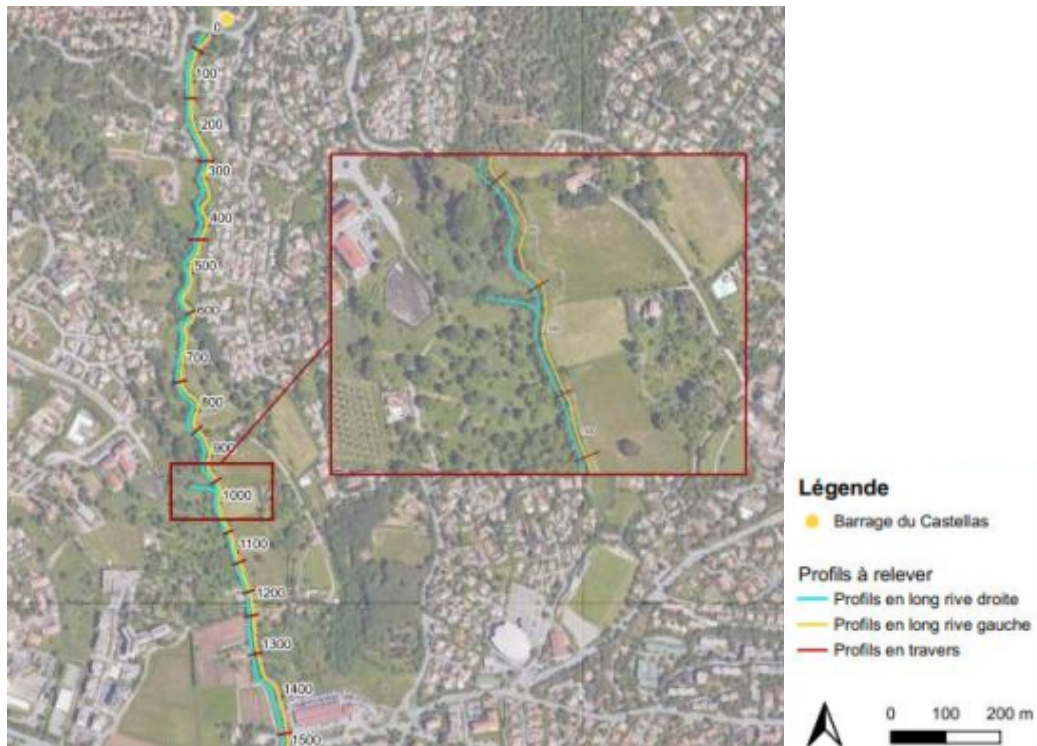 0
100
200
300
400
500
600
700
800
900
1000
1100
1200
1300
1400
1500
Légende
Barrage du Castellas
Profils à relever
Profils en long rive droite
Profils en long rive gauche
Profils en travers
0 100 200 m